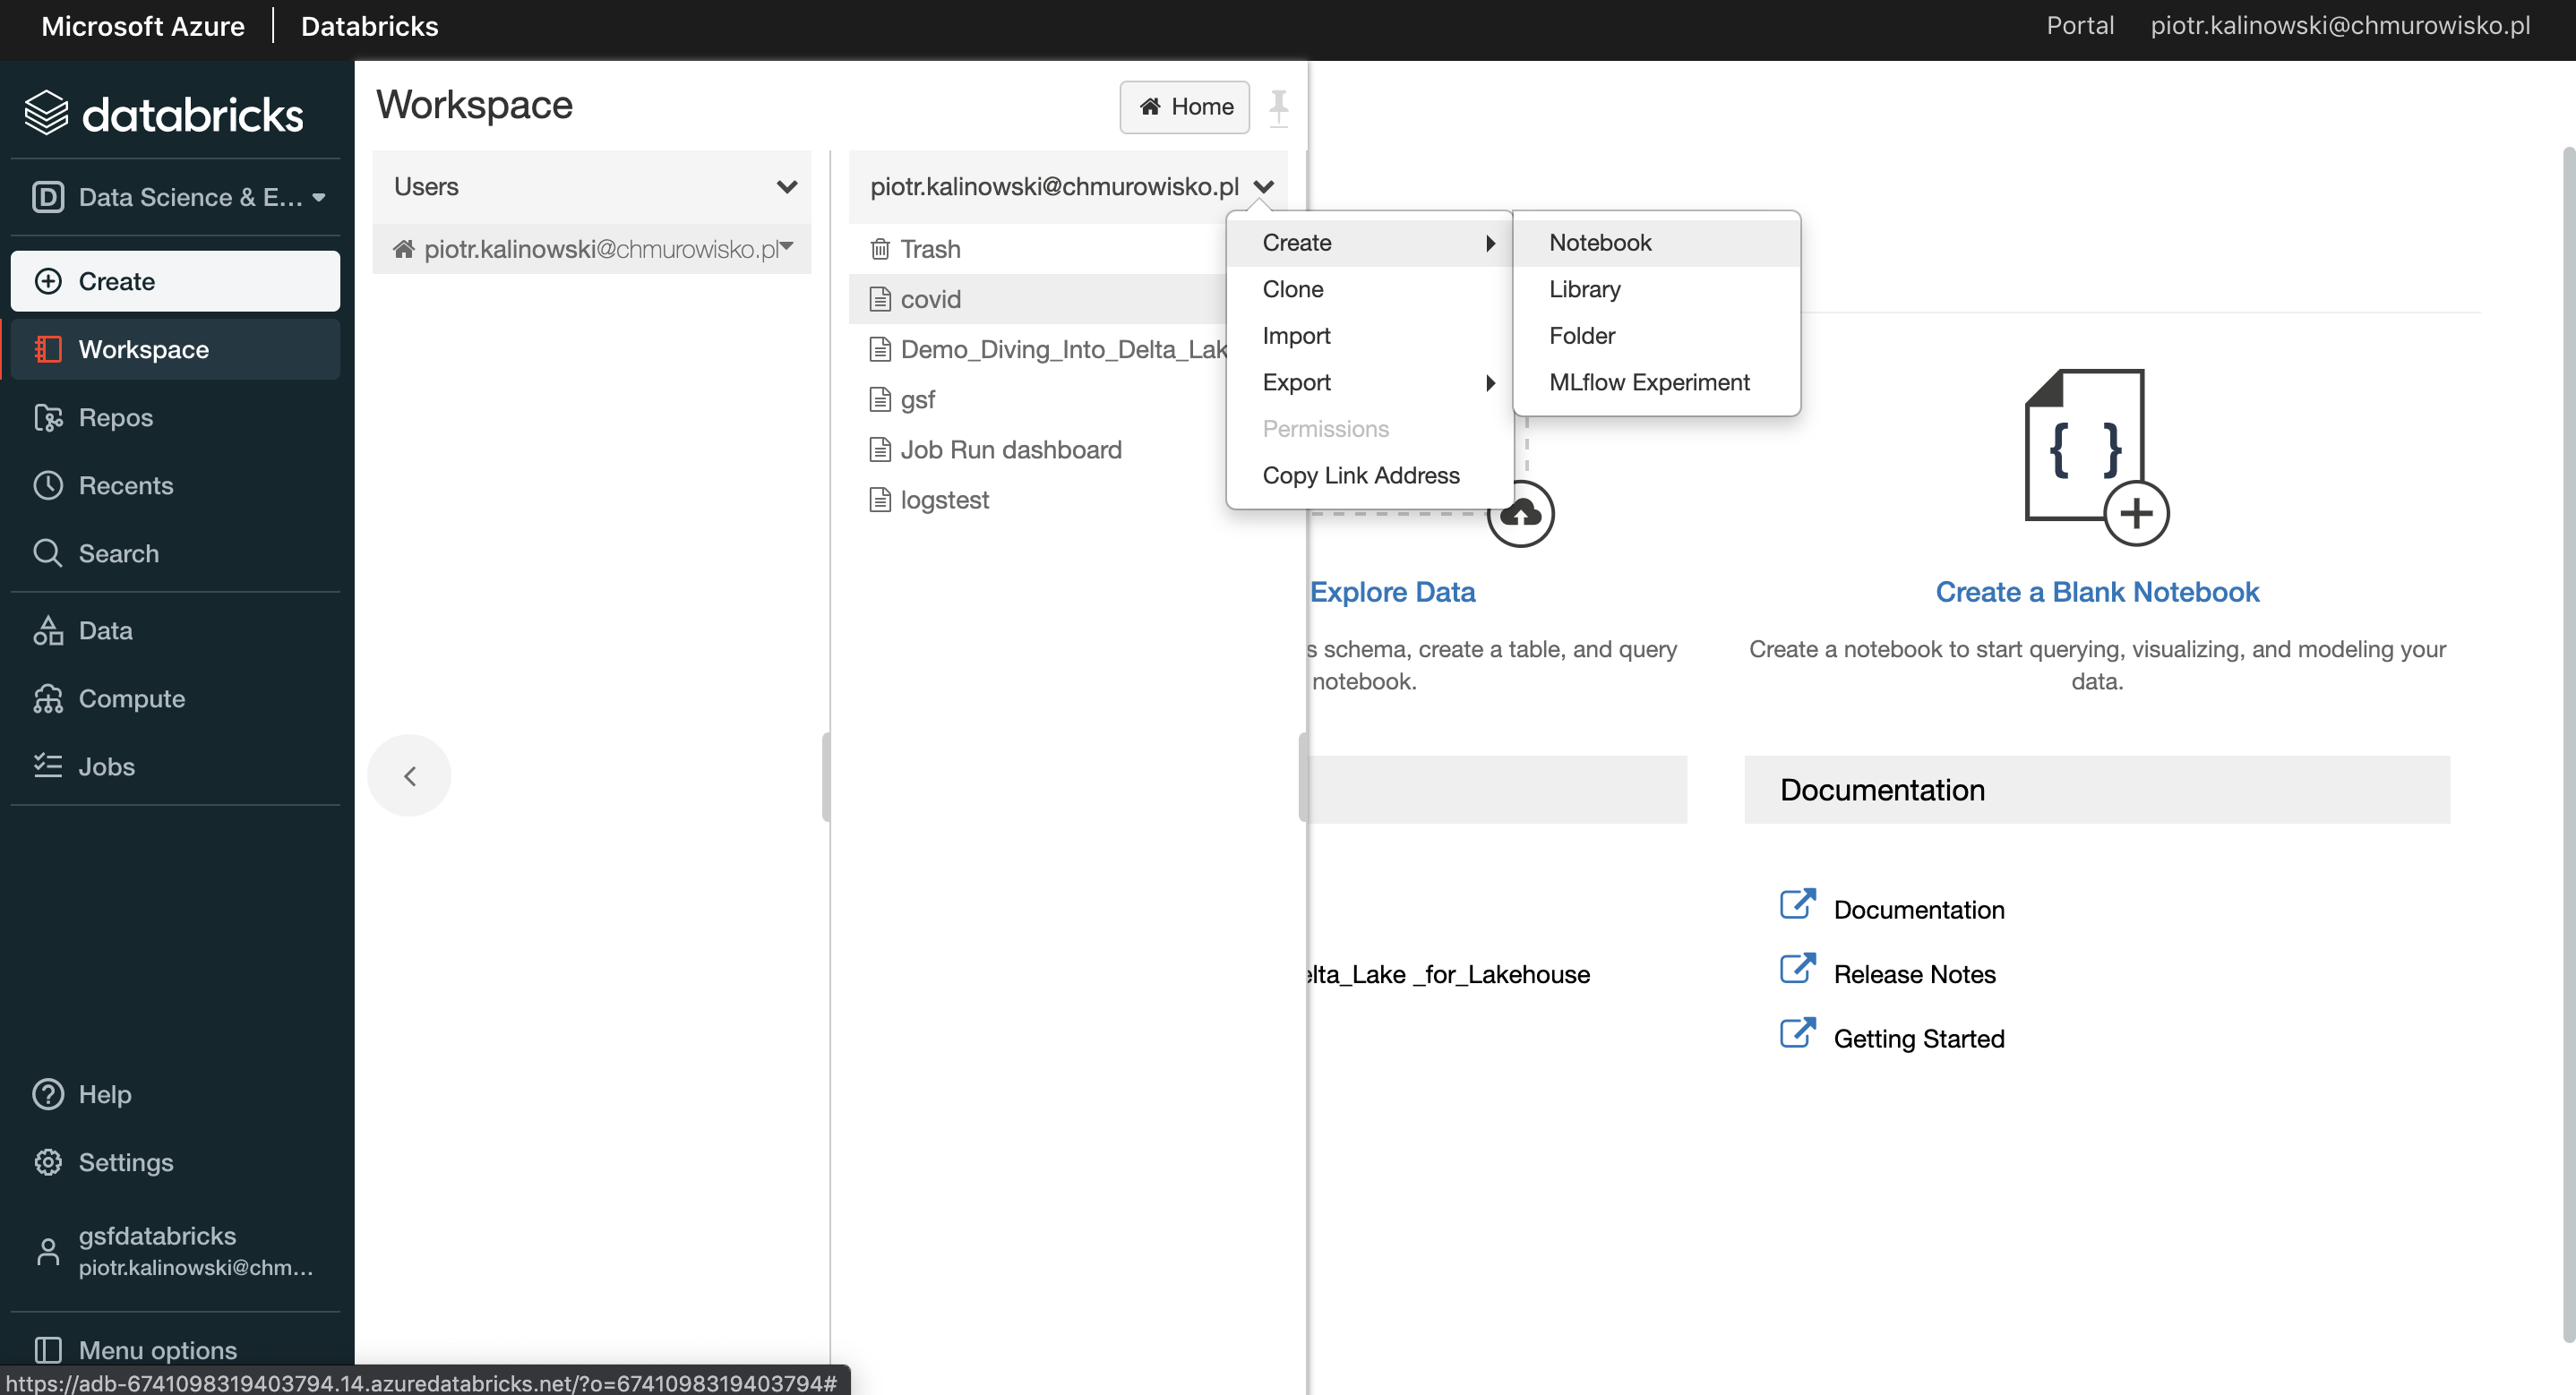 Microsoft Azure | Databricks
Portal piotr.kalinowski@chmurowisko.pl
databricks
D Data Science & E...
Create
Workspace
Repos
Recents
Search
Data
Compute
Jobs
Help
Settings
gsfdatabricks
piotr.kalinowski@chm...
Menu options
https://adb-6741098319403794.14.azuredatabricks.net/?o=6741098319403794#
Workspace
Home
Users
piotr.kalinowski@chmurowisko.pl
piotr.kalinowski@chmurowisko.pl
Trash
covid
Demo_Diving_Into_Delta_Lak
gsf
Job Run dashboard
logstest
Create
Clone
Import
Export
Permissions
Copy Link Address
Notebook
Library
Folder
MLflow Experiment
Explore Data
s schema, create a table, and query
notebook.
elta_Lake _for_Lakehouse
{ }
Create a Blank Notebook
Create a notebook to start querying, visualizing, and modeling your
data.
Documentation
Documentation
Release Notes
Getting Started